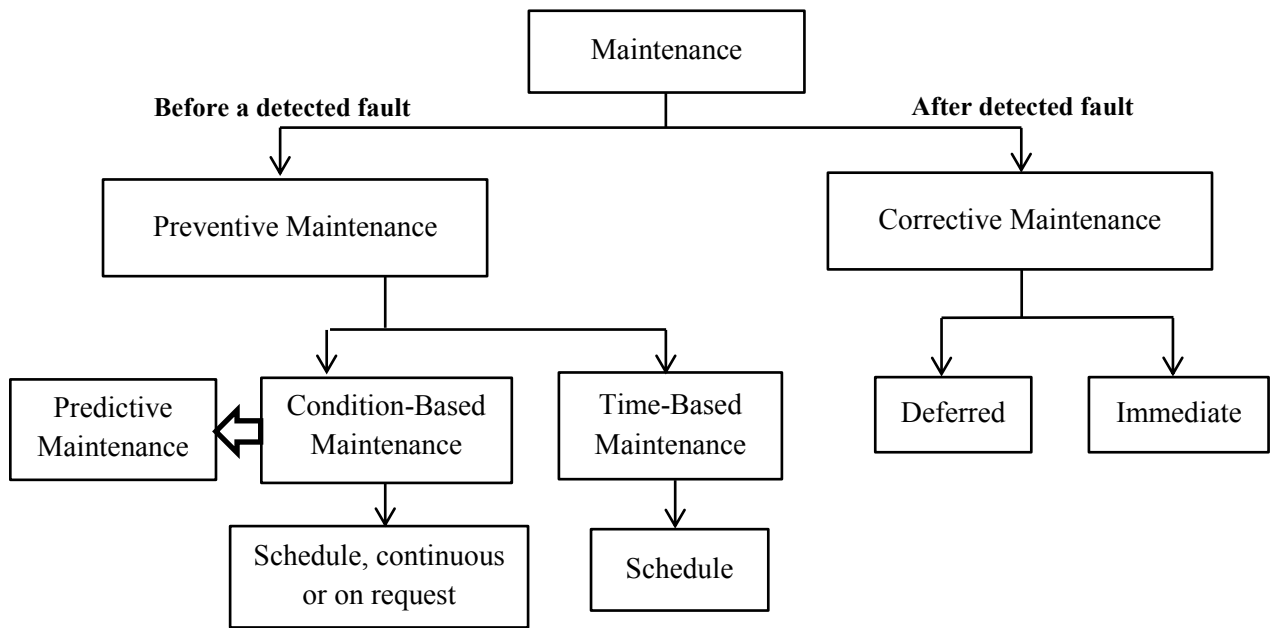 Maintenance
Before a detected fault
After detected fault
Preventive Maintenance
Corrective Maintenance
Predictive
Maintenance
Condition-Based
Maintenance
Time-Based
Maintenance
Deferred
Immediate
Schedule, continuous
or on request
Schedule